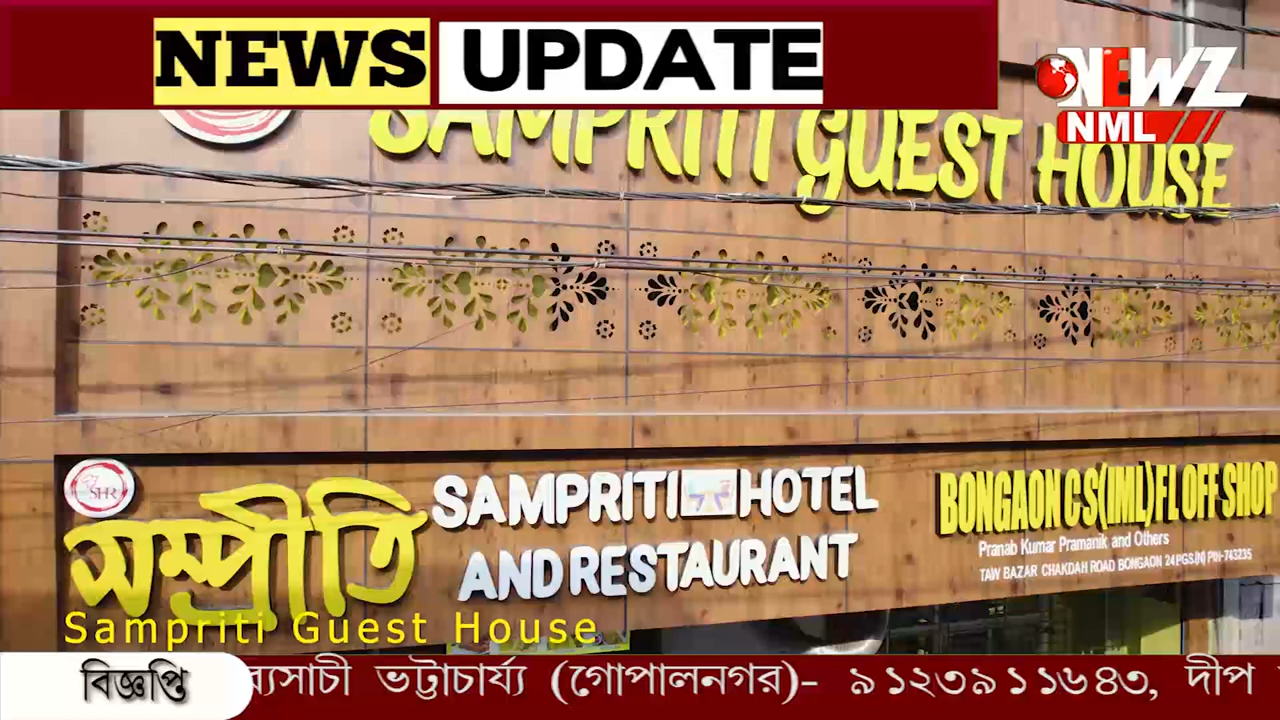 NEWS UPDATE
NEWZ
NML
SAMPRITI GUEST HOUSE
SHR
সম্প্রীতি
SAMPRITI HOTEL
AND RESTAURANT
BONGAON C S(IML) F L OFF SHOP
Pranab Kumar Pramanik and Others
TAW BAZAR CHAKDAH ROAD BONGAON 24 PGS.(N) PIN-743235
Sampriti Guest House
বিজ্ঞপ্তি
ব্যসাচী ভট্টাচার্য্য (গোপালনগর)- ৯১২৩৯১১৬৪৩, দীপ